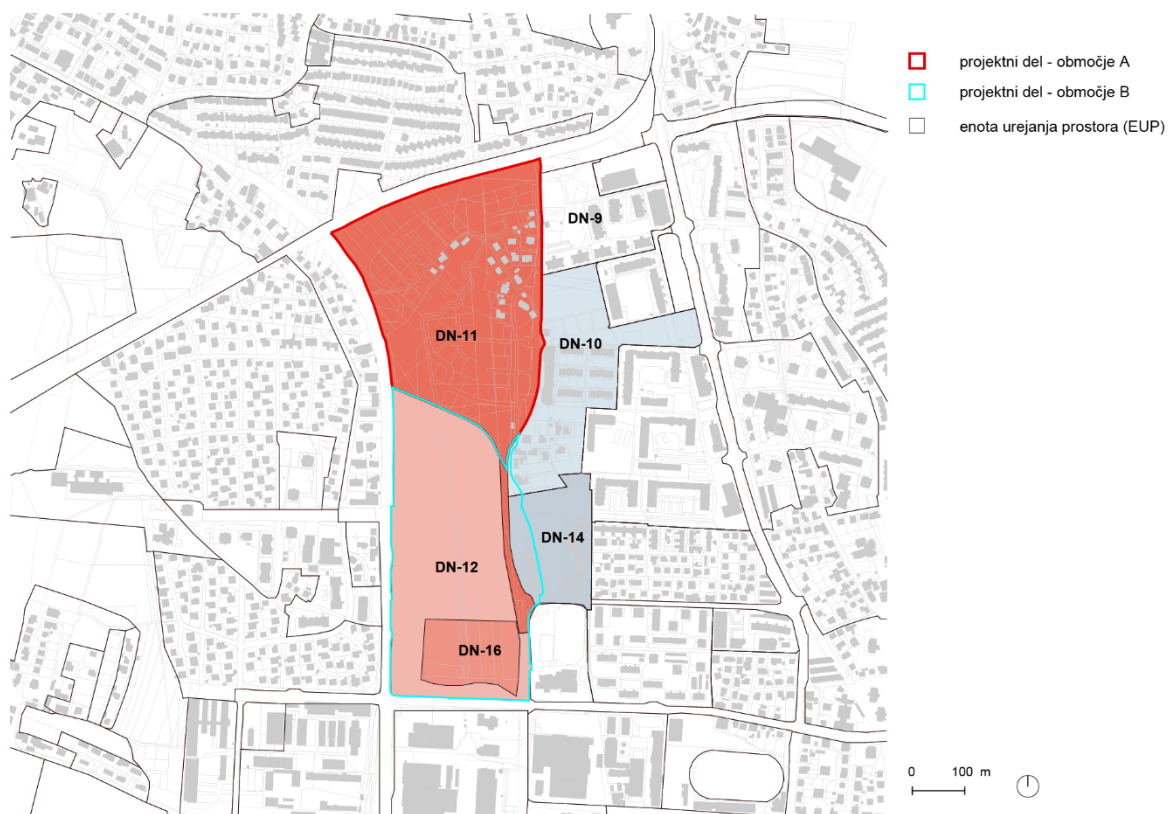 projektni del - območje A
projektni del - območje B
enota urejanja prostora (EUP)
DN-9
DN-11
DN-10
DN-14
DN-12
DN-16
0 100 m